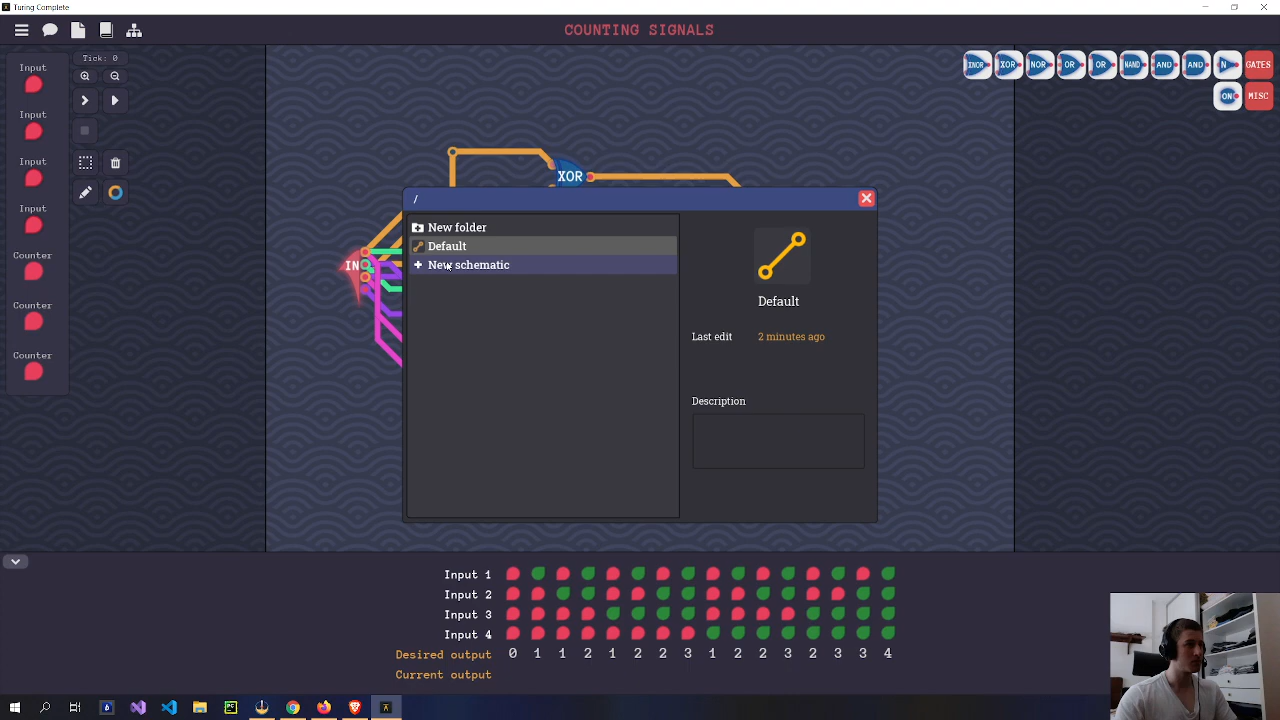 Turing Complete
COUNTING SIGNALS
Tick: 0
Input
Input
Input
Input
Counter
Counter
Counter
XOR
NOR
OR
OR
NAND
AND
AND
N
GATES
ON
MISC
XOR
IN
/
New folder
Default
New schematic
Default
Last edit 2 minutes ago
Description
Input 1
Input 2
Input 3
Input 4
Desired output 0 1 1 2 1 2 2 3 1 2 2 3 2 3 3 4
Current output